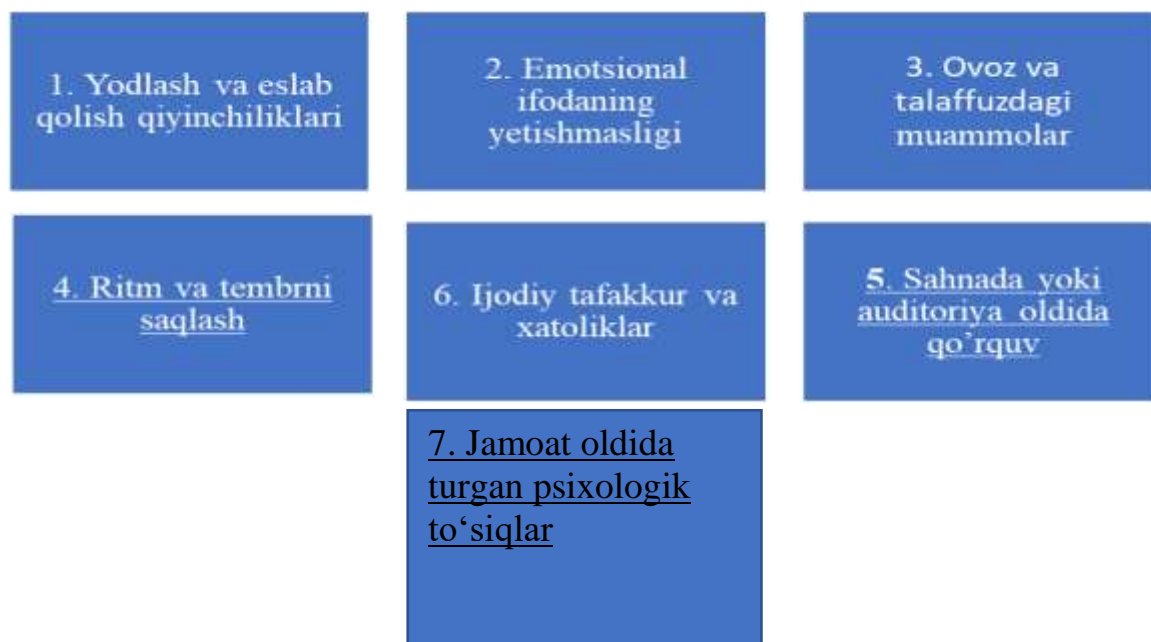 1. Yodlash va eslab
qolish qiyinchiliklari
2. Emotsional
ifodaning
yetishmasligi
3. Ovoz va
talaffuzdagi
muammolar
4. Ritm va tembrni
saqlash
6. Ijodiy tafakkur va
xatoliklar
5. Sahnada yoki
auditoriya oldida
qo’rquv
7. Jamoat oldida
turgan psixologik
to‘siqlar